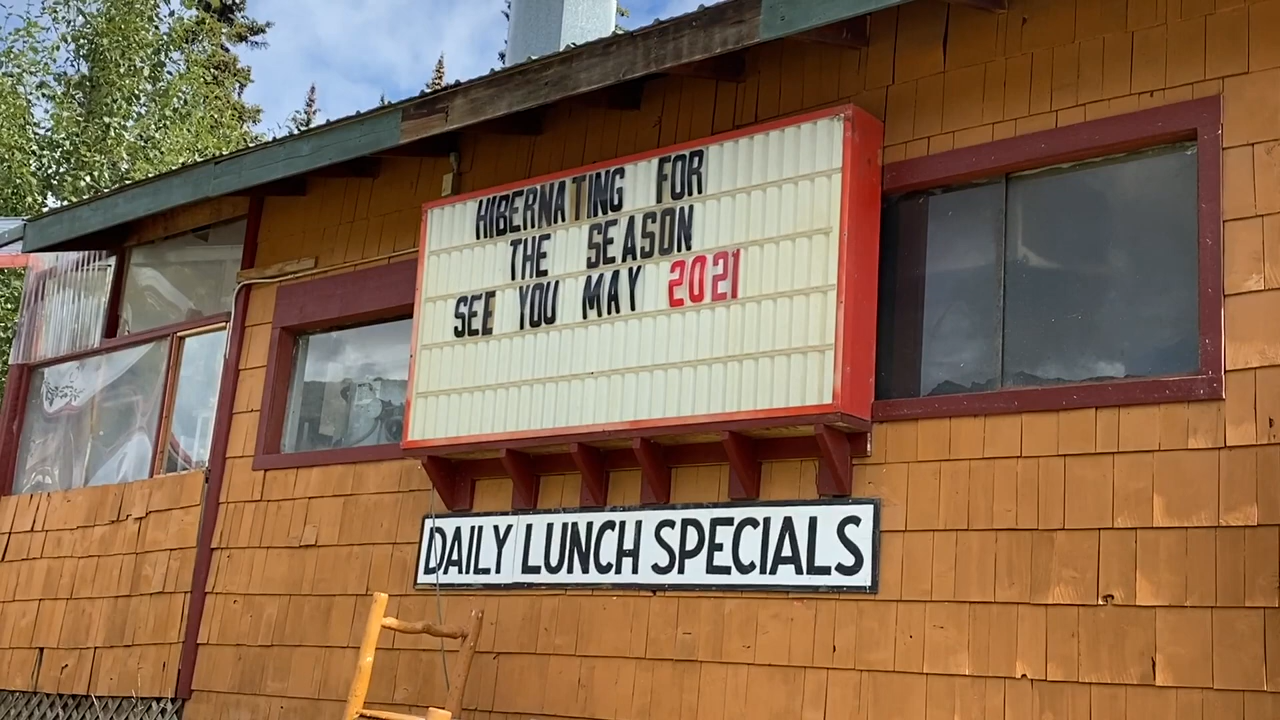 HIBERNATING FOR
THE SEASON
SEE YOU MAY 2021
DAILY LUNCH SPECIALS